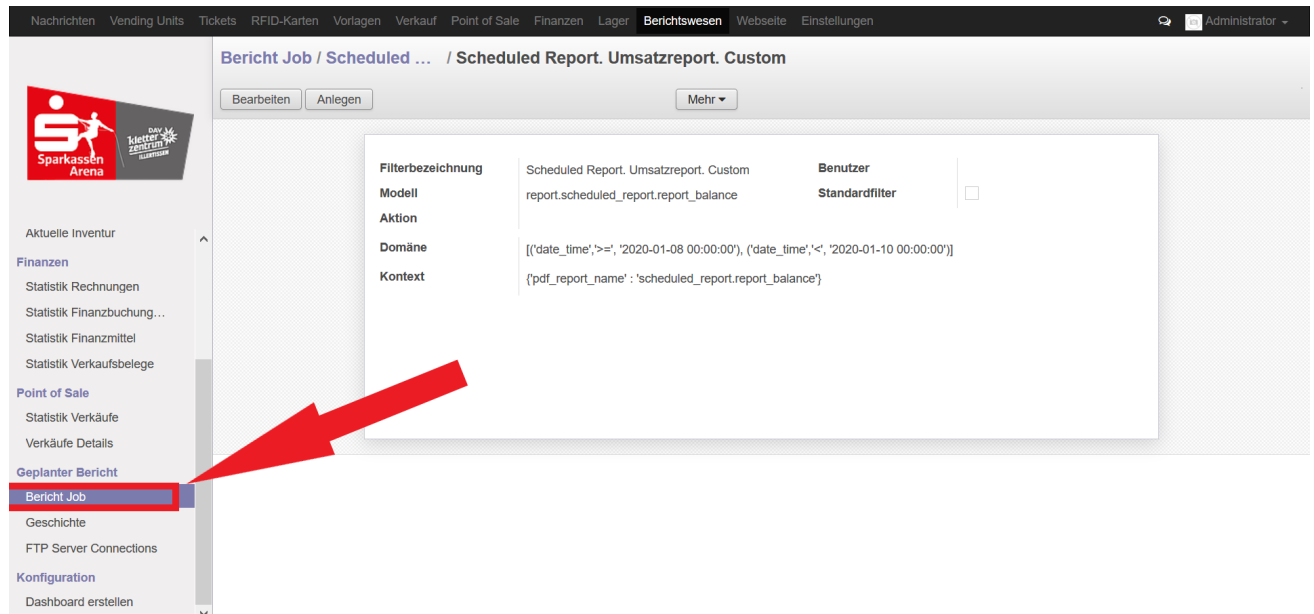 Nachrichten Vending Units Tickets RFID-Karten Vorlagen Verkauf Point of Sale Finanzen Lager Berichtswesen Webseite Einstellungen Administrator
Bericht Job / Scheduled … / Scheduled Report. Umsatzreport. Custom
Bearbeiten Anlegen Mehr
DAV
kletter
zentrum
ILLERTISSEN
Sparkassen
Arena
Filterbezeichnung Scheduled Report. Umsatzreport. Custom Benutzer
Modell report.scheduled_report.report_balance Standardfilter
Aktion
Domäne [('date_time','>=', '2020-01-08 00:00:00'), ('date_time','<', '2020-01-10 00:00:00')]
Kontext {'pdf_report_name' : 'scheduled_report.report_balance'}
Aktuelle Inventur
Finanzen
Statistik Rechnungen
Statistik Finanzbuchung…
Statistik Finanzmittel
Statistik Verkaufsbelege
Point of Sale
Statistik Verkäufe
Verkäufe Details
Geplanter Bericht
Bericht Job
Geschichte
FTP Server Connections
Konfiguration
Dashboard erstellen